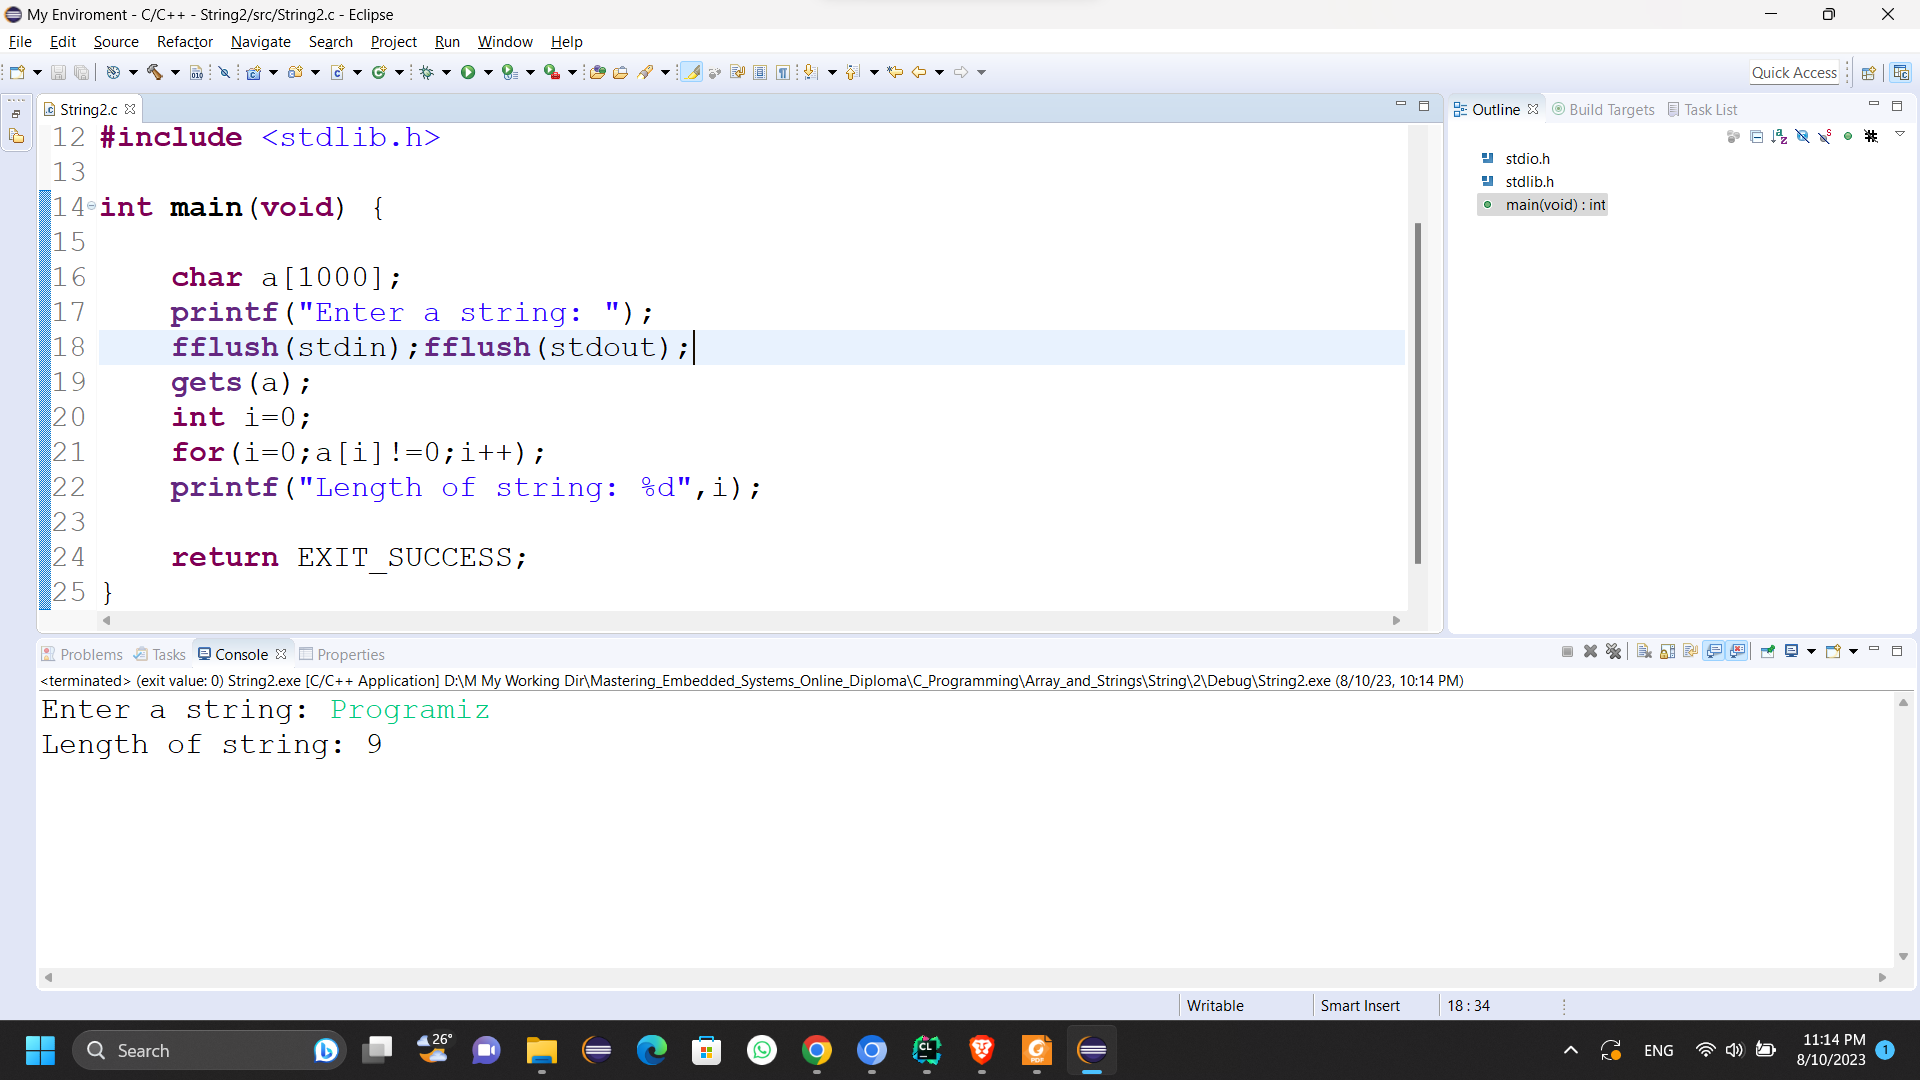 My Enviroment - C/C++ - String2/src/String2.c - Eclipse
File Edit Source Refactor Navigate Search Project Run Window Help
Quick Access
String2.c
12 #include <stdlib.h>
13
14 int main(void) {
15
16 char a[1000];
17 printf("Enter a string: ");
18 fflush(stdin);fflush(stdout);
19 gets(a);
20 int i=0;
21 for(i=0;a[i]!=0;i++);
22 printf("Length of string: %d",i);
23
24 return EXIT_SUCCESS;
25 }
Outline Build Targets Task List
stdio.h
stdlib.h
main(void) : int
Problems Tasks Console Properties
<terminated> (exit value: 0) String2.exe [C/C++ Application] D:\M My Working Dir\Mastering_Embedded_Systems_Online_Diploma\C_Programming\Array_and_Strings\String\2\Debug\String2.exe (8/10/23, 10:14 PM)
Enter a string: Programiz
Length of string: 9
Writable Smart Insert 18 : 34
Search
26°
CL
PDF
ENG
11:14 PM
8/10/2023
1